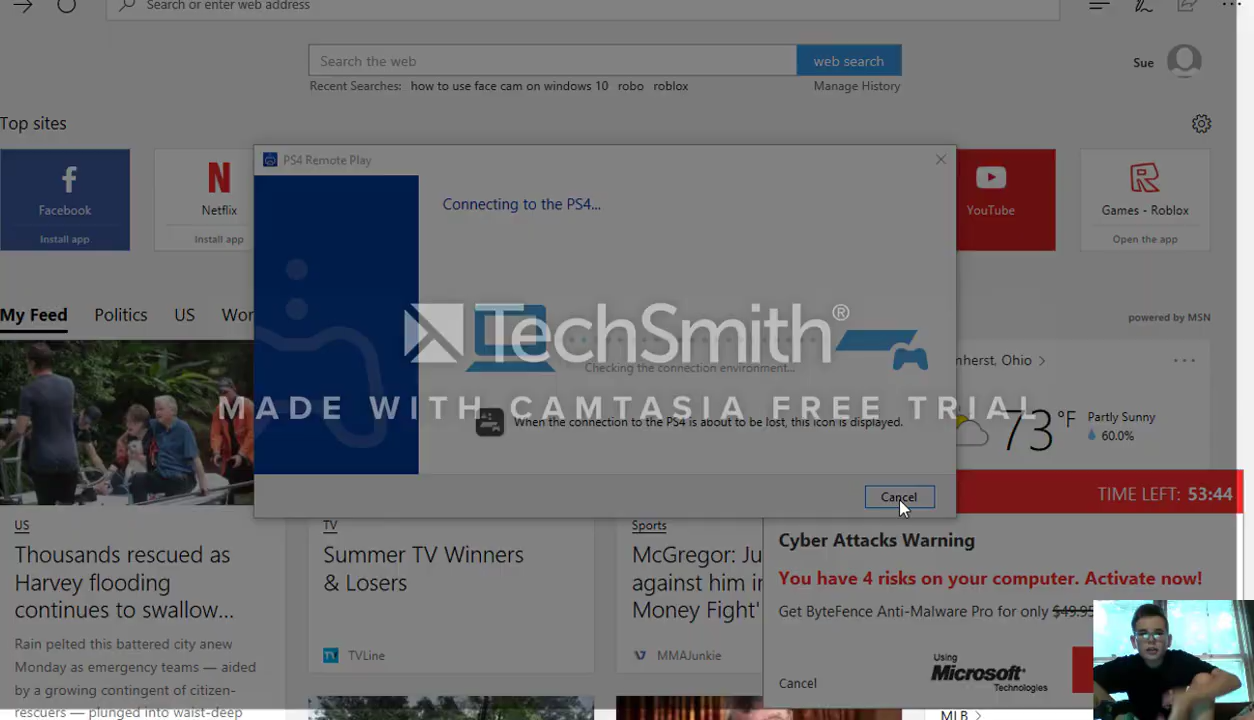 Search or enter web address
Search the web
web search
Sue
Recent Searches: how to use face cam on windows 10 robo roblox
Manage History
Top sites
PS4 Remote Play
Facebook
Install app
Netflix
Install app
Connecting to the PS4...
YouTube
Games - Roblox
Open the app
My Feed Politics US Wor
powered by MSN
TechSmith®
Checking the connection environment...
mherst, Ohio
MADE WITH CAMTASIA FREE TRIAL
When the connection to the PS4 is about to be lost, this icon is displayed.
73°F
Partly Sunny
60.0%
Cancel
TIME LEFT: 53:44
US
Thousands rescued as
Harvey flooding
continues to swallow...
Rain pelted this battered city anew
Monday as emergency teams — aided
by a growing contingent of citizen-
rescuers — plunged into waist-deep
TV
Summer TV Winners
& Losers
TVLine
Sports
McGregor: Ju
against him in
Money Fight'
MMAJunkie
Cyber Attacks Warning
You have 4 risks on your computer. Activate now!
Get ByteFence Anti-Malware Pro for only $49.95
Using
Microsoft
Technologies
Cancel
MLB